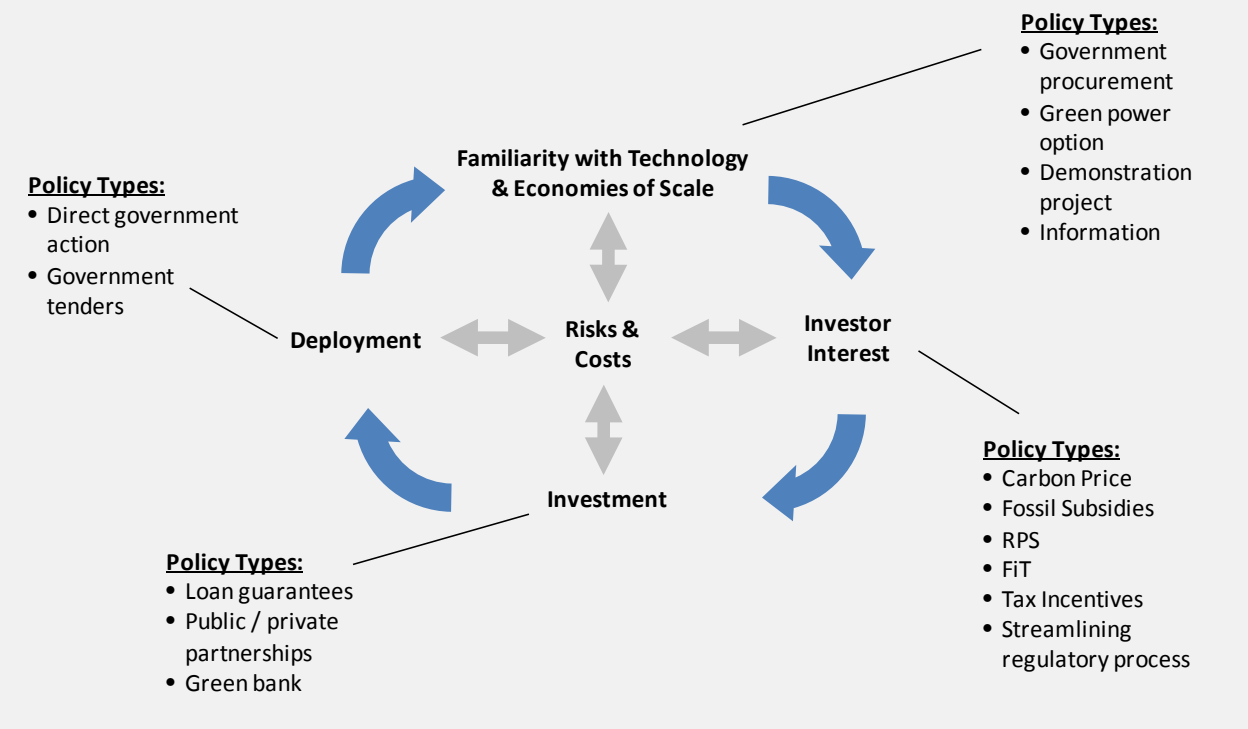 Policy Types:
• Government
procurement
• Green power
option
• Demonstration
project
• Information
Familiarity with Technology
& Economies of Scale
Policy Types:
• Direct government
action
• Government
tenders
Deployment
Risks &
Costs
Investor
Interest
Investment
Policy Types:
• Carbon Price
• Fossil Subsidies
• RPS
• FiT
• Tax Incentives
• Streamlining
regulatory process
Policy Types:
• Loan guarantees
• Public / private
partnerships
• Green bank